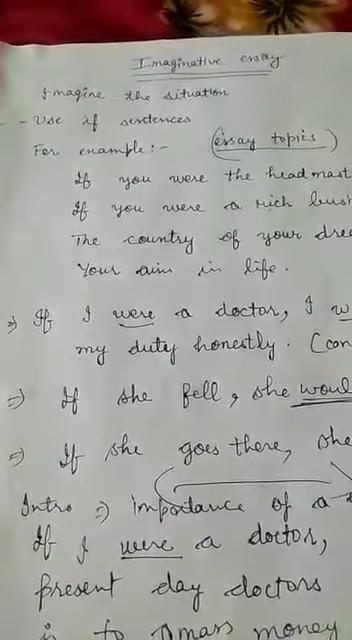 Imaginative essay
Imagine the situation
- Use if sentences
For example:- (essay topics)
If you were the headmast
If you were a rich
The country of your drea
Your aim in life.
=> If I were a doctor, I w
my duty honestly. (con
=> If she fell, she woul
=> If she goes there, she
Intro => importance of a
If I were a doctor,
present day doctors
is to amass money